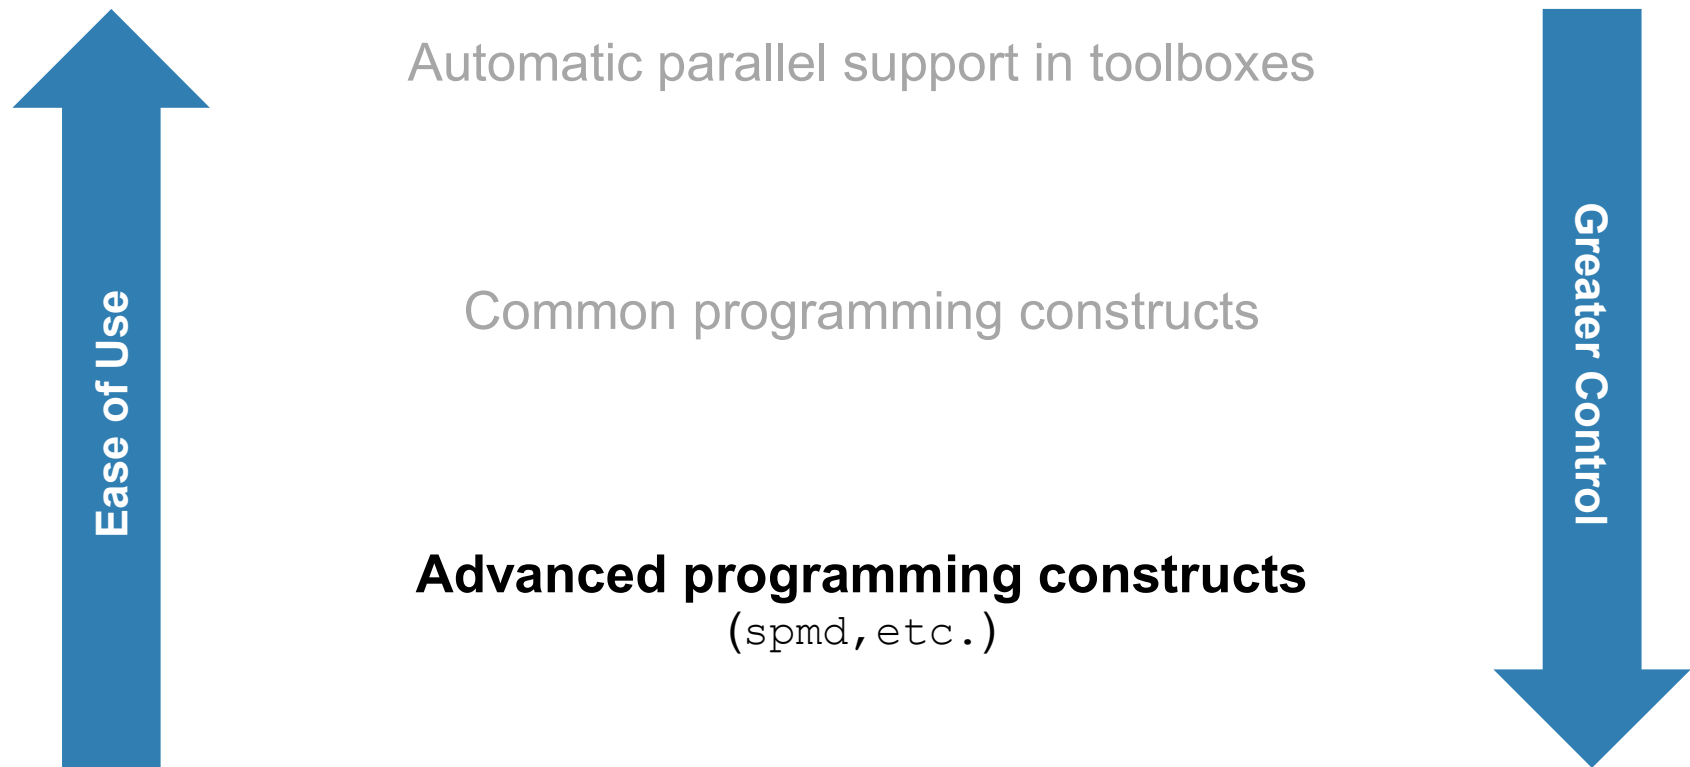 Automatic parallel support in toolboxes
Ease of Use
Common programming constructs
Greater Control
Advanced programming constructs
(spmd,etc.)